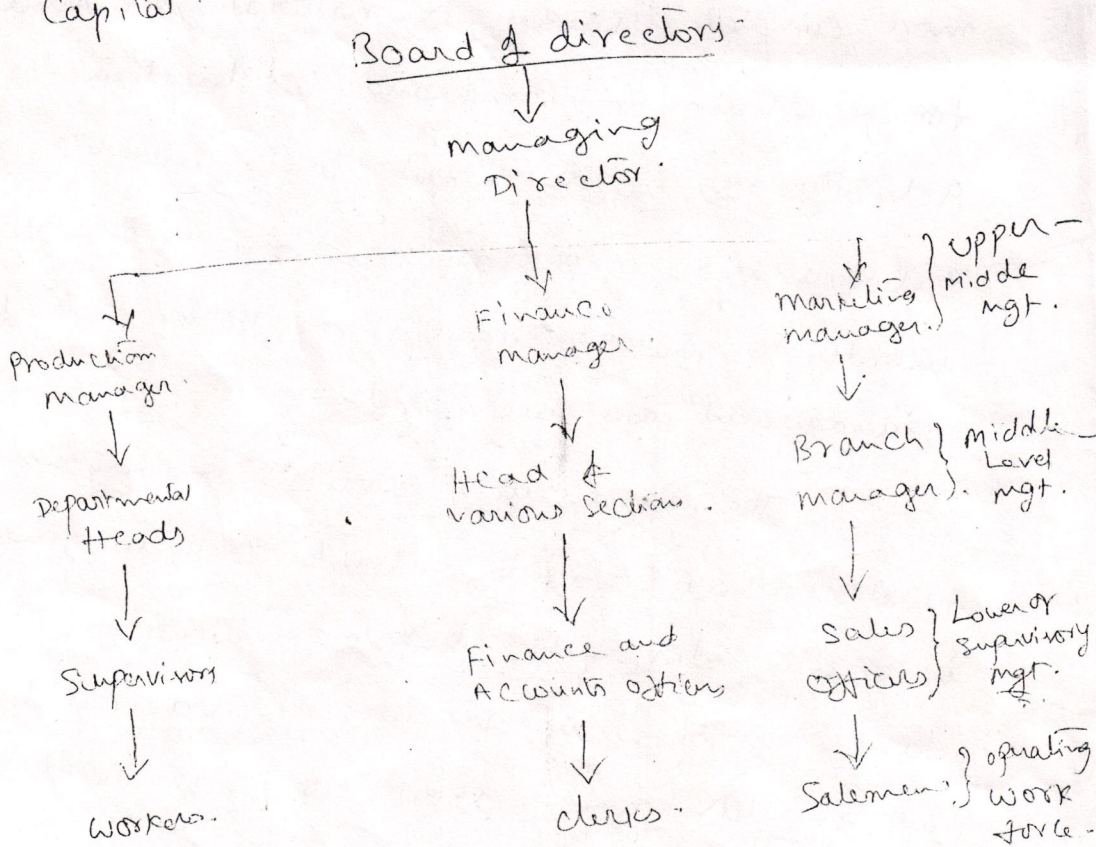 Capital
Board of directors.
Managing
Director.
Production
manager.
Finance
manager.
Marketing
manager.
Upper-
Middle
mgt.
Departmental
Heads
Head of
various Sections.
Branch
manager.
Middle
Level
mgt.
Supervisors
Finance and
Accounts officers
Sales
Officers
Lower or
Supervisory
mgt.
Workers.
clerks.
Salemen.
operating
work
force.